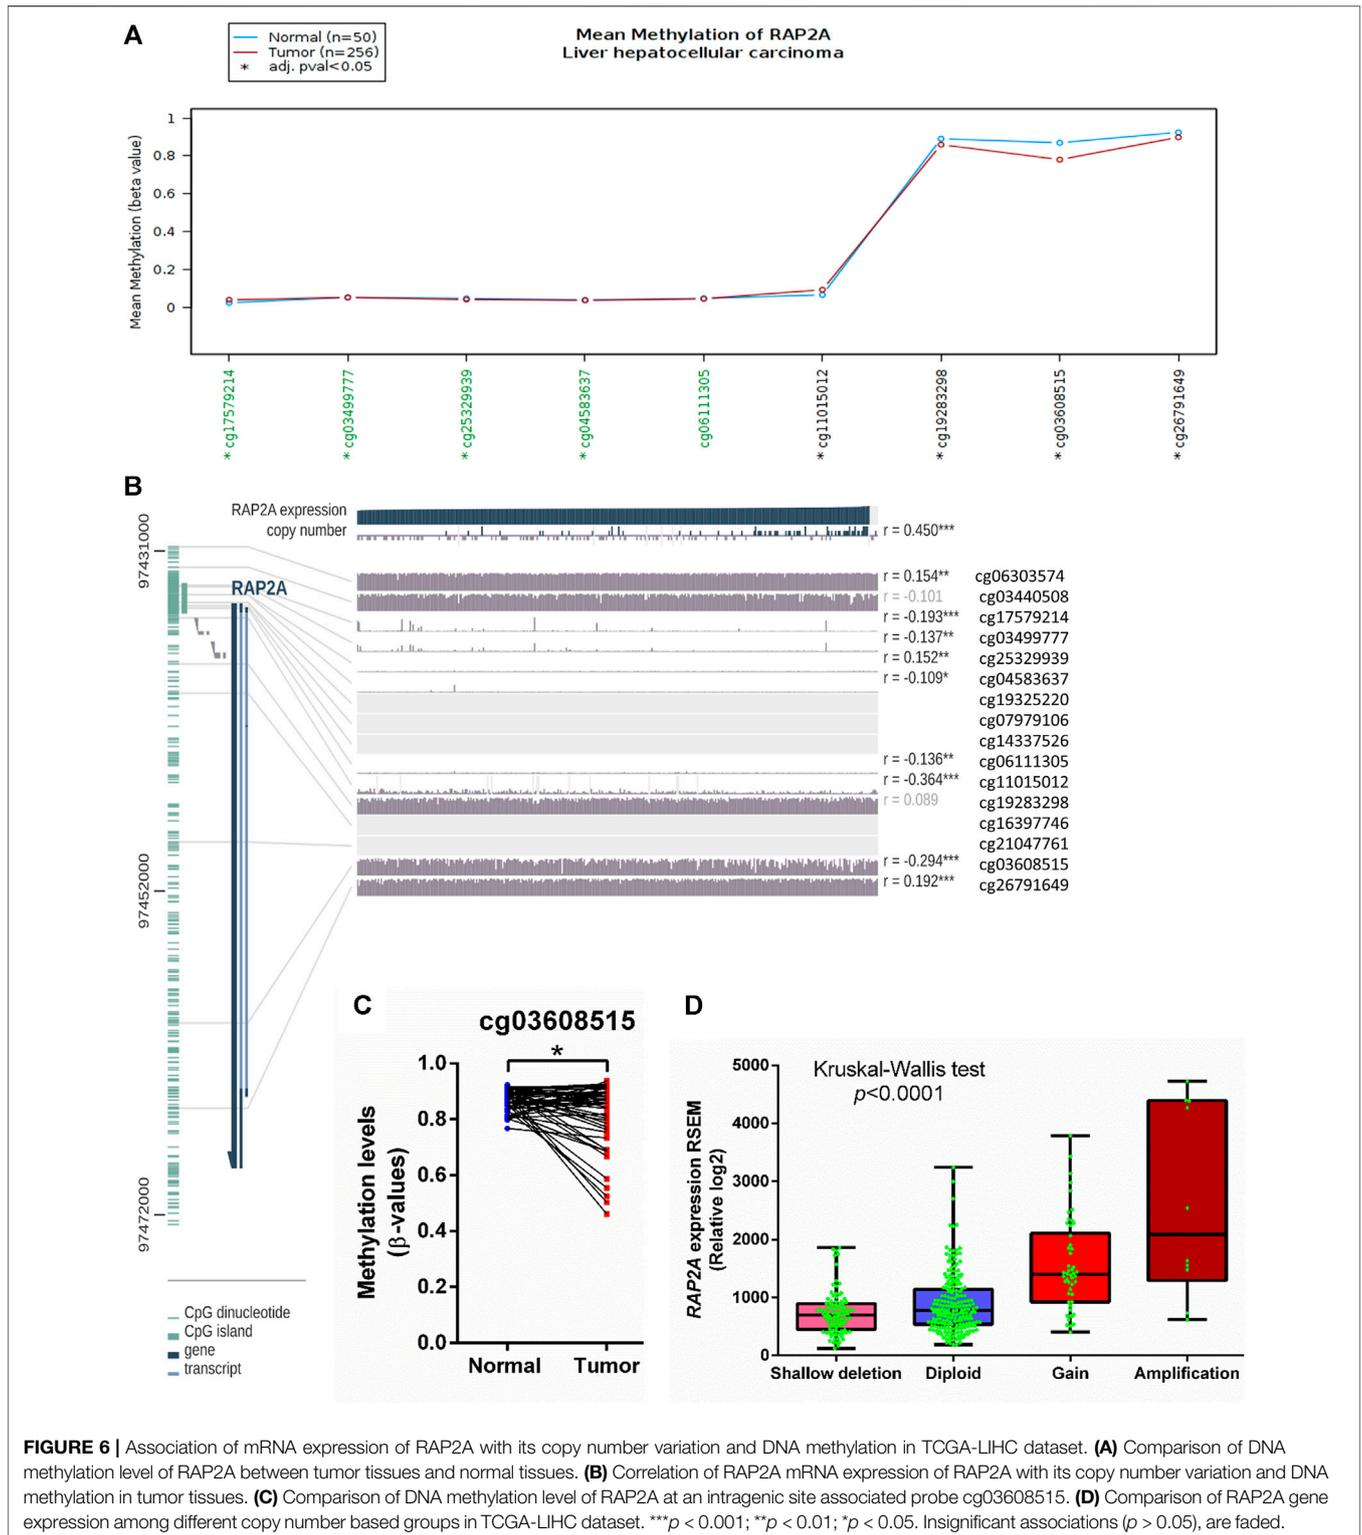 A
Normal (n=50)
Tumor (n=256)
* adj. pval<0.05
Mean Methylation of RAP2A
Liver hepatocellular carcinoma
Mean Methylation (beta value)
1
0.8
0.6
0.4
0.2
0
* cg17579214
* cg03499777
* cg25329939
* cg04583637
cg06111305
* cg11015012
* cg19283298
* cg03608515
* cg26791649
B
RAP2A expression
copy number
r = 0.450***
97431000
97452000
97472000
RAP2A
r = 0.154** cg06303574
r = -0.101 cg03440508
r = -0.193*** cg17579214
r = -0.137** cg03499777
r = 0.152** cg25329939
r = -0.109* cg04583637
cg19325220
cg07979106
cg14337526
r = -0.136** cg06111305
r = -0.364*** cg11015012
r = 0.089 cg19283298
cg16397746
cg21047761
r = -0.294*** cg03608515
r = 0.192*** cg26791649
CpG dinucleotide
CpG island
gene
transcript
C
cg03608515
*
Methylation levels
(β-values)
1.0
0.8
0.6
0.4
0.2
0.0
Normal Tumor
D
Kruskal-Wallis test
p<0.0001
RAP2A expression RSEM
(Relative log2)
5000
4000
3000
2000
1000
0
Shallow deletion Diploid Gain Amplification
FIGURE 6 | Association of mRNA expression of RAP2A with its copy number variation and DNA methylation in TCGA-LIHC dataset. (A) Comparison of DNA
methylation level of RAP2A between tumor tissues and normal tissues. (B) Correlation of RAP2A mRNA expression of RAP2A with its copy number variation and DNA
methylation in tumor tissues. (C) Comparison of DNA methylation level of RAP2A at an intragenic site associated probe cg03608515. (D) Comparison of RAP2A gene
expression among different copy number based groups in TCGA-LIHC dataset. ***p < 0.001; **p < 0.01; *p < 0.05. Insignificant associations (p > 0.05), are faded.